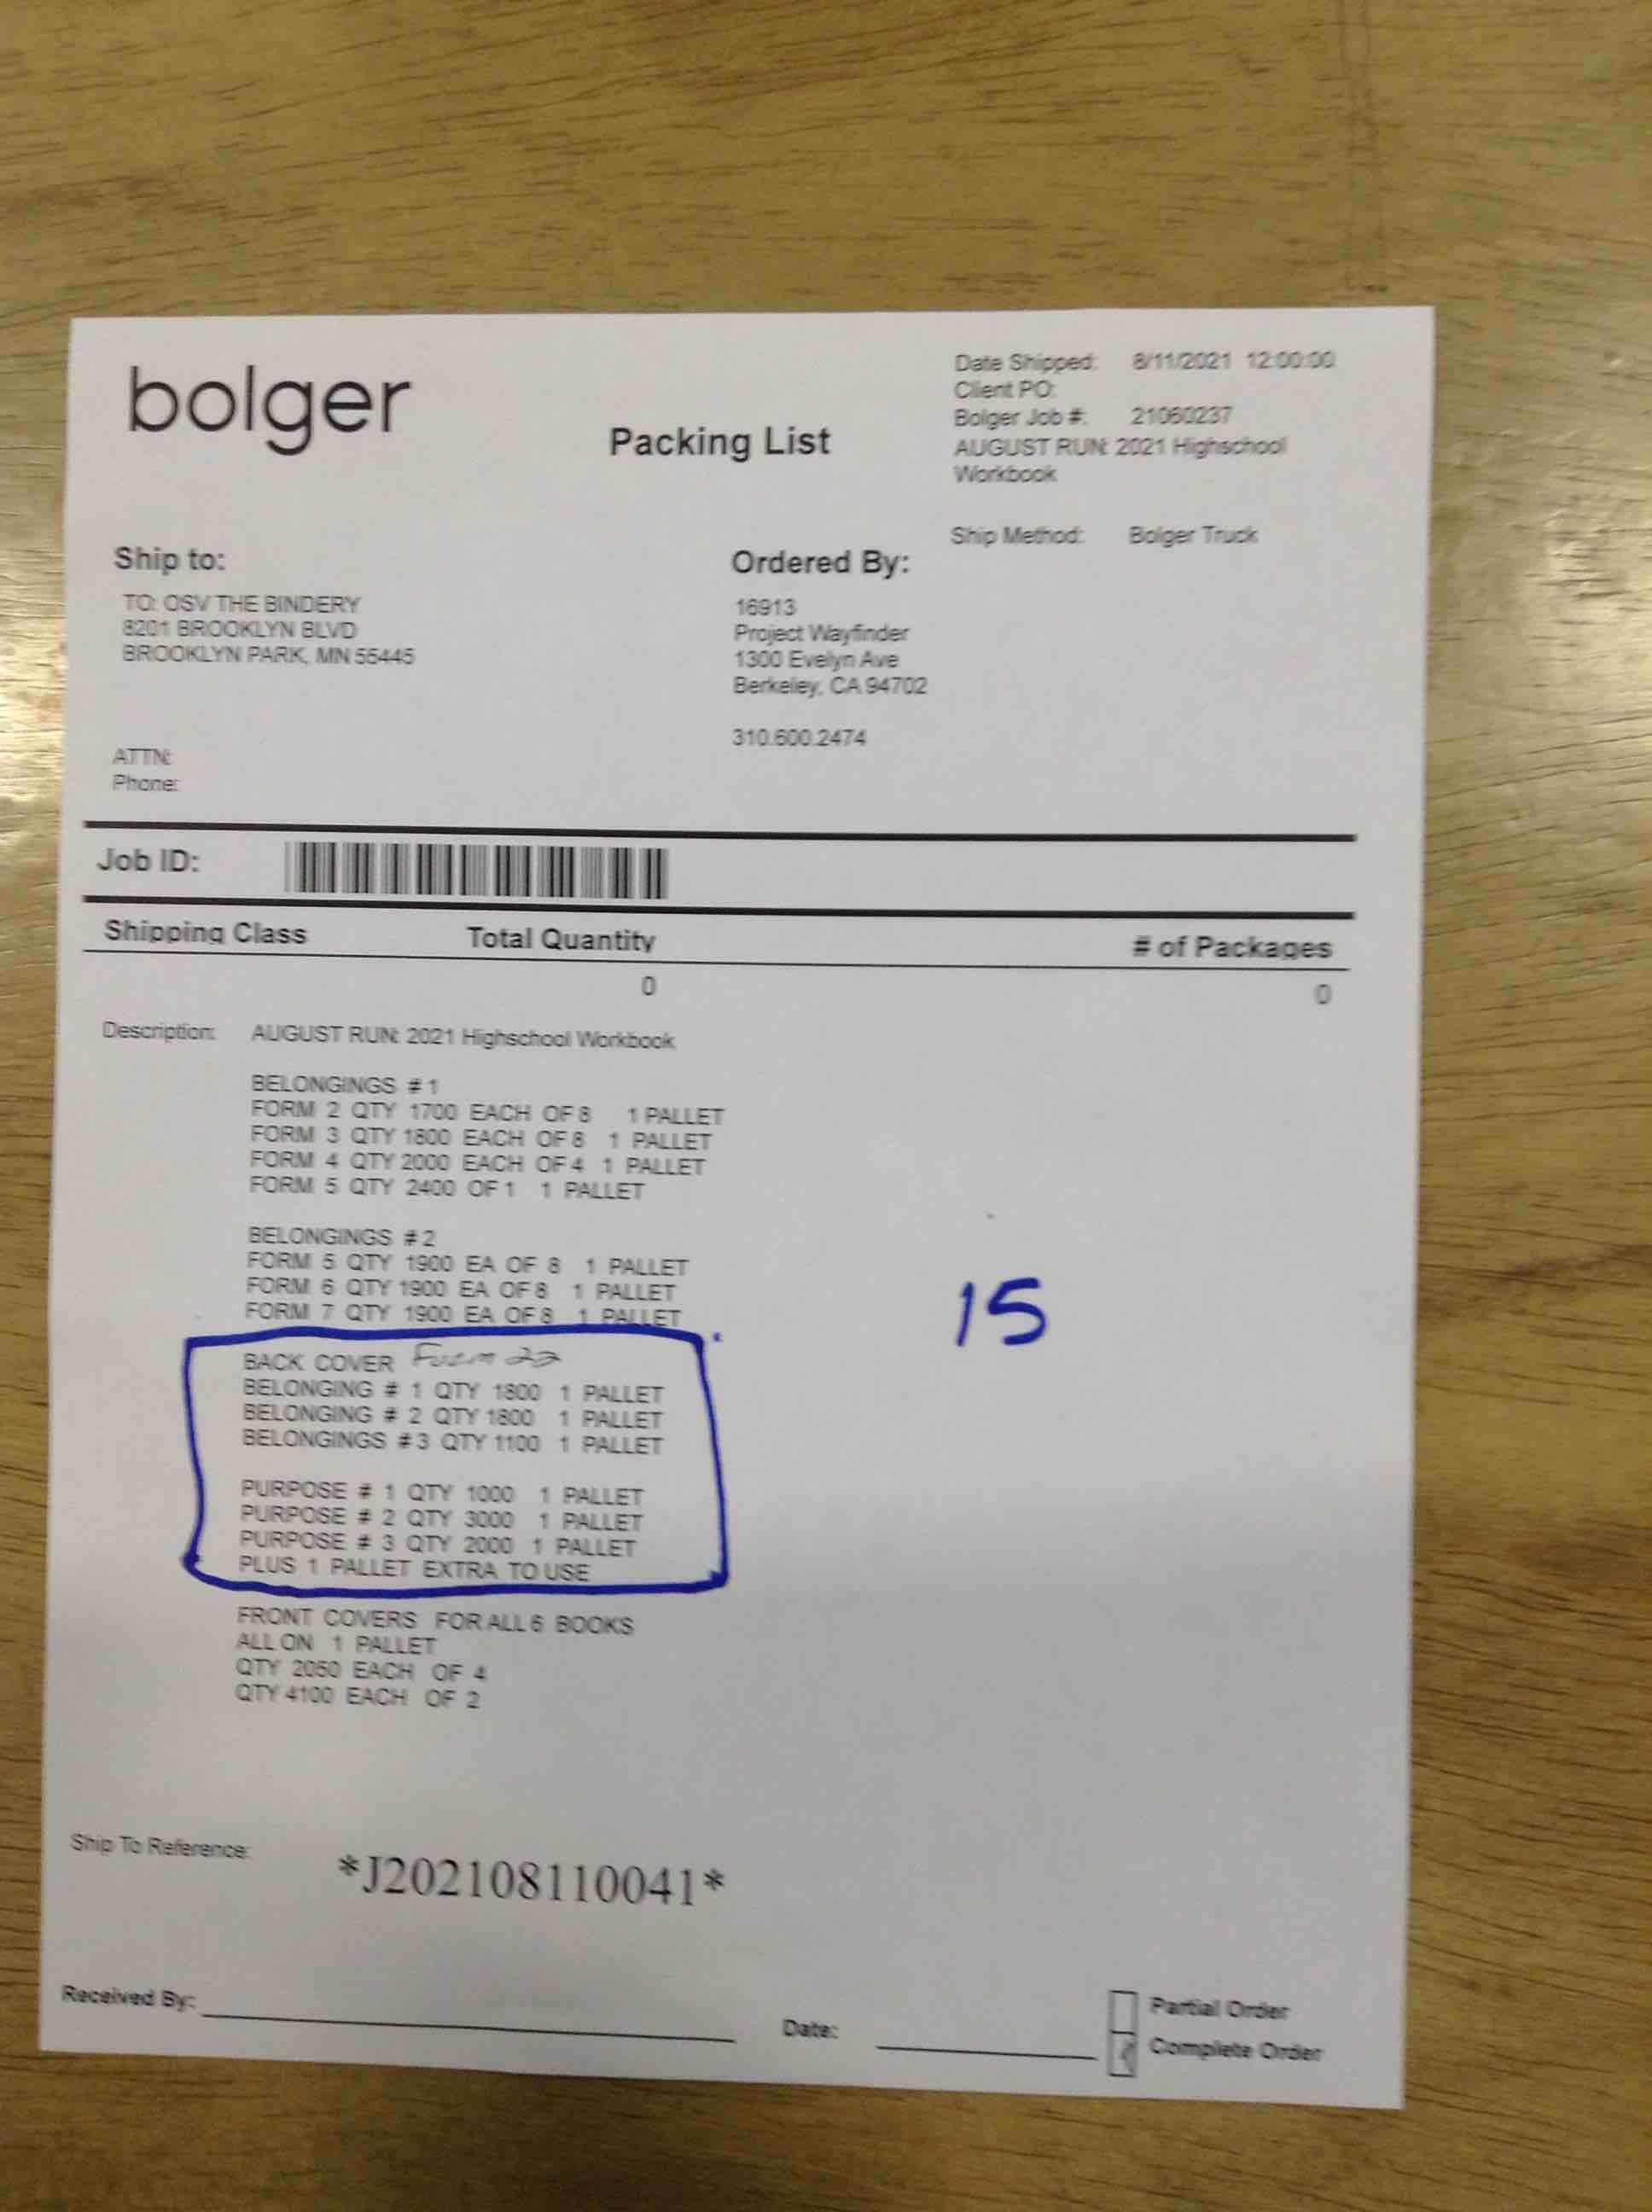 bolger
Packing List
Date Shipped: 8/11/2021 12:00:00
Client PO:
Bolger Job #: 21060237
AUGUST RUN: 2021 Highschool
Workbook
Ship Method: Bolger Truck
Ship to:
TO: OSV THE BINDERY
8201 BROOKLYN BLVD
BROOKLYN PARK, MN 55445
ATTN:
Phone:
Ordered By:
16913
Project Wayfinder
1300 Evelyn Ave
Berkeley, CA 94702
310.600.2474
Job ID:
Shipping Class Total Quantity # of Packages
0 0
Description: AUGUST RUN: 2021 Highschool Workbook
BELONGINGS # 1
FORM 2 QTY 1700 EACH OF 8 1 PALLET
FORM 3 QTY 1800 EACH OF 8 1 PALLET
FORM 4 QTY 2000 EACH OF 4 1 PALLET
FORM 5 QTY 2400 OF 1 1 PALLET
BELONGINGS # 2
FORM 5 QTY 1900 EA OF 8 1 PALLET
FORM 6 QTY 1900 EA OF 8 1 PALLET
FORM 7 QTY 1900 EA OF 8 1 PALLET
15
BACK COVER Form 22
BELONGING # 1 QTY 1800 1 PALLET
BELONGING # 2 QTY 1800 1 PALLET
BELONGINGS # 3 QTY 1100 1 PALLET
PURPOSE # 1 QTY 1000 1 PALLET
PURPOSE # 2 QTY 3000 1 PALLET
PURPOSE # 3 QTY 2000 1 PALLET
PLUS 1 PALLET EXTRA TO USE
FRONT COVERS FOR ALL 6 BOOKS
ALL ON 1 PALLET
QTY 2050 EACH OF 4
QTY 4100 EACH OF 2
Ship To Reference:
*J202108110041*
Received By:
Date:
Partial Order
Complete Order